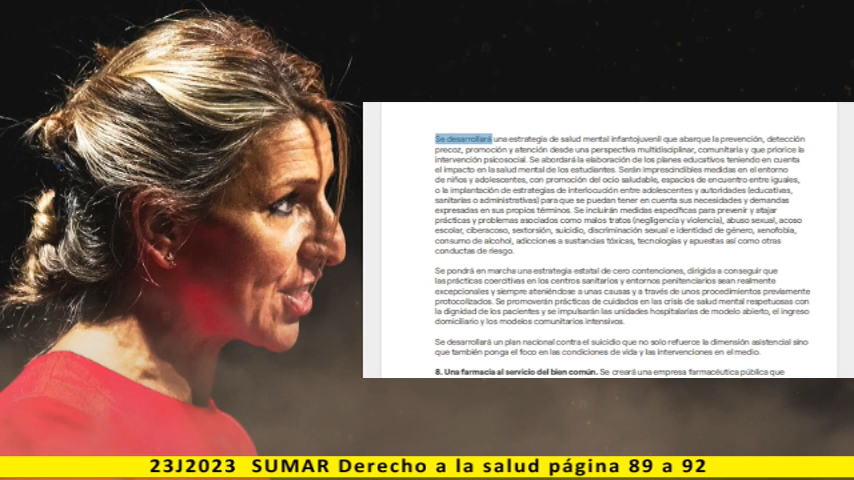 Se desarrollará una estrategia de salud mental infantojuvenil que abarque la prevención, detección
precoz, promoción y atención desde una perspectiva multidisciplinar, comunitaria y que priorice la
intervención psicosocial. Se abordará la elaboración de los planes educativos teniendo en cuenta
el impacto en la salud mental de los estudiantes. Serán imprescindibles medidas en el entorno
de niños y adolescentes, con promoción del ocio saludable, espacios de encuentro entre iguales,
o la implantación de estrategias de interlocución entre adolescentes y autoridades (educativas,
sanitarias o administrativas) para que se puedan tener en cuenta sus necesidades y demandas
expresadas en sus propios términos. Se incluirán medidas específicas para prevenir y atajar
prácticas y problemas asociados como malos tratos (negligencia y violencia), abuso sexual, acoso
escolar, ciberacoso, sextorsión, suicidio, discriminación sexual e identidad de género, xenofobia,
consumo de alcohol, adicciones a sustancias tóxicas, tecnologías y apuestas así como otras
conductas de riesgo.
Se pondrá en marcha una estrategia estatal de cero contenciones, dirigida a conseguir que
las prácticas coercitivas en los centros sanitarios y entornos penitenciarios sean realmente
excepcionales y siempre ateniéndose a unas causas y a través de unos procedimientos previamente
protocolizados. Se promoverán prácticas de cuidados en las crisis de salud mental respetuosas con
la dignidad de los pacientes y se impulsarán las unidades hospitalarias de modelo abierto, el ingreso
domiciliario y los modelos comunitarios intensivos.
Se desarrollará un plan nacional contra el suicidio que no solo refuerce la dimensión asistencial sino
que también ponga el foco en las condiciones de vida y las intervenciones en el medio.
8. Una farmacia al servicio del bien común. Se creará una empresa farmacéutica pública que
23J2023 SUMAR Derecho a la salud página 89 a 92